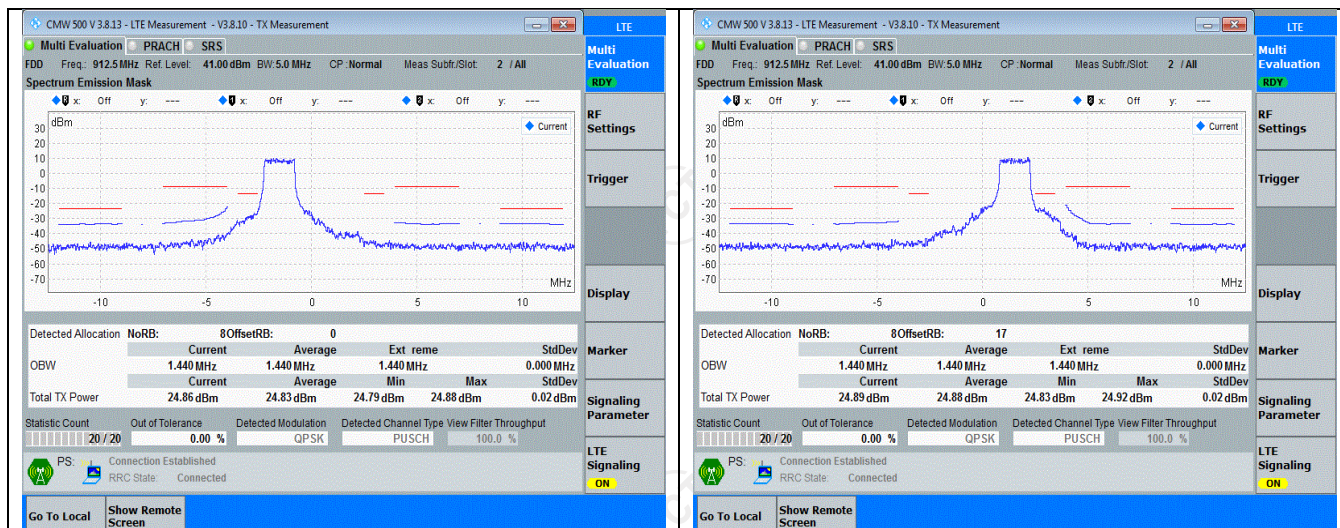 CMW 500 V 3.8.13 - LTE Measurement - V3.8.10 - TX Measurement
LTE
Multi Evaluation PRACH SRS
Multi Evaluation
RDY
FDD Freq.: 912.5 MHz Ref. Level: 41.00 dBm BW: 5.0 MHz CP : Normal Meas Subfr./Slot: 2 / All
Spectrum Emission Mask
x: Off y: --- x: Off y: --- x: Off y: ---
dBm
Current
30
20
10
0
-10
-20
-30
-40
-50
-60
-70
-10 -5 0 5 10
MHz
RF Settings
Trigger
Display
Marker
Signaling Parameter
LTE Signaling
ON
Detected Allocation NoRB: 8 OffsetRB: 0
Current Average Ext reme StdDev
OBW 1.440 MHz 1.440 MHz 1.440 MHz 0.000 MHz
Current Average Min Max StdDev
Total TX Power 24.86 dBm 24.83 dBm 24.79 dBm 24.88 dBm 0.02 dBm
Statistic Count Out of Tolerance Detected Modulation Detected Channel Type View Filter Throughput
20 / 20 0.00 % QPSK PUSCH 100.0 %
PS: Connection Established
RRC State: Connected
Go To Local Show Remote Screen
CMW 500 V 3.8.13 - LTE Measurement - V3.8.10 - TX Measurement
LTE
Multi Evaluation PRACH SRS
Multi Evaluation
RDY
FDD Freq.: 912.5 MHz Ref. Level: 41.00 dBm BW: 5.0 MHz CP : Normal Meas Subfr./Slot: 2 / All
Spectrum Emission Mask
x: Off y: --- x: Off y: --- x: Off y: ---
dBm
Current
30
20
10
0
-10
-20
-30
-40
-50
-60
-70
-10 -5 0 5 10
MHz
RF Settings
Trigger
Display
Marker
Signaling Parameter
LTE Signaling
ON
Detected Allocation NoRB: 8 OffsetRB: 17
Current Average Ext reme StdDev
OBW 1.440 MHz 1.440 MHz 1.440 MHz 0.000 MHz
Current Average Min Max StdDev
Total TX Power 24.89 dBm 24.88 dBm 24.83 dBm 24.92 dBm 0.02 dBm
Statistic Count Out of Tolerance Detected Modulation Detected Channel Type View Filter Throughput
20 / 20 0.00 % QPSK PUSCH 100.0 %
PS: Connection Established
RRC State: Connected
Go To Local Show Remote Screen